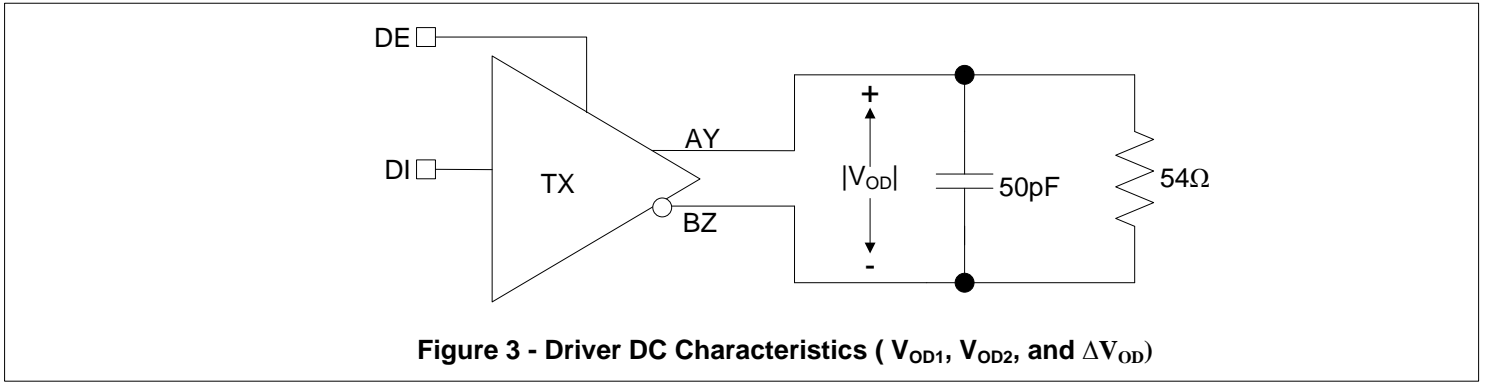 DE
DI
TX
AY
BZ
+
|VOD|
-
50pF
54Ω
Figure 3 - Driver DC Characteristics ( VOD1, VOD2, and ΔVOD)